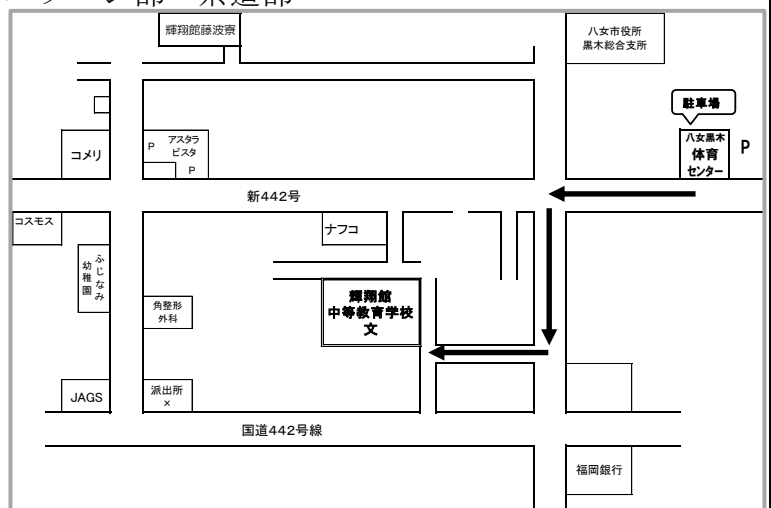 輝翔館藤波寮
八女市役所
黒木総合支所
駐車場
八女黒木
体育
センター
P
コメリ
P
アスタラ
ビスタ
P
新442号
コスモス
ナフコ
ふじなみ
幼稚園
輝翔館
中等教育学校
文
角整形
外科
JAGS
派出所
×
国道442号線
福岡銀行